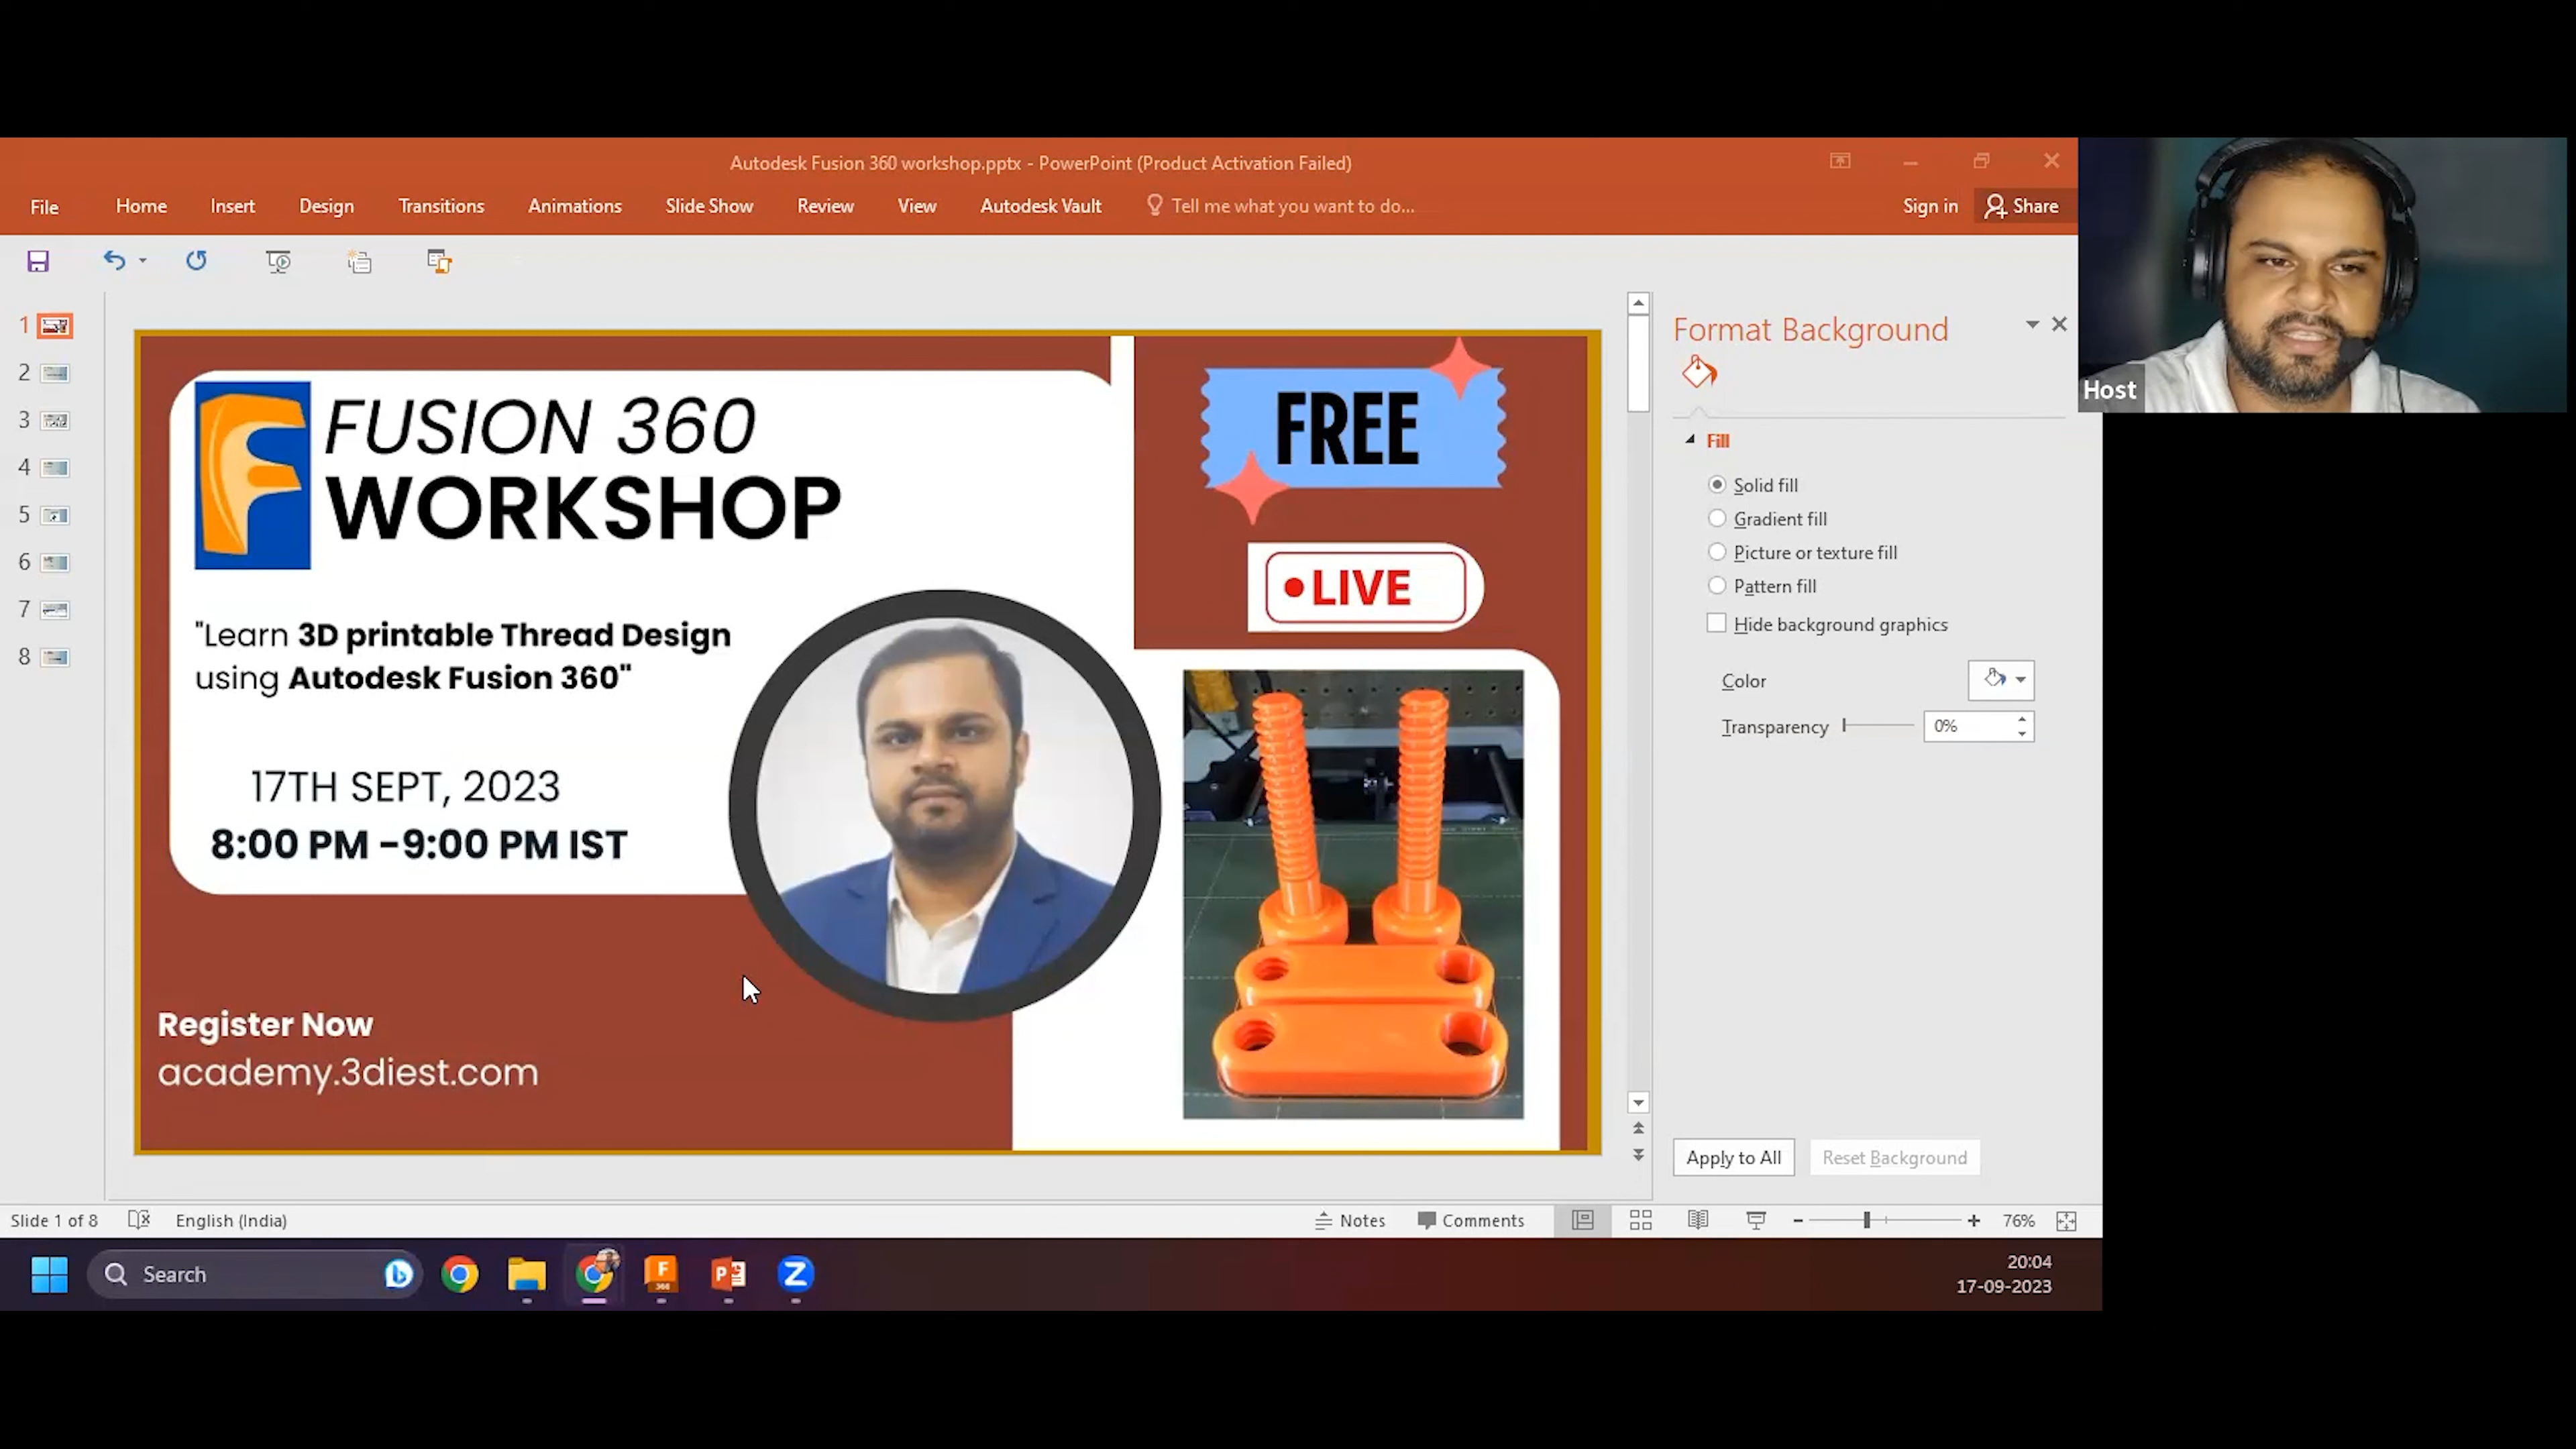 Autodesk Fusion 360 workshop.pptx - PowerPoint (Product Activation Failed)
File Home Insert Design Transitions Animations Slide Show Review View Autodesk Vault Tell me what you want to do... Sign in Share
1
2
3
4
5
6
7
8
FUSION 360
WORKSHOP
"Learn 3D printable Thread Design
using Autodesk Fusion 360"
17TH SEPT, 2023
8:00 PM -9:00 PM IST
Register Now
academy.3diest.com
FREE
LIVE
Format Background
Fill
Solid fill
Gradient fill
Picture or texture fill
Pattern fill
Hide background graphics
Color
Transparency 0%
Apply to All Reset Background
Host
Slide 1 of 8 English (India) Notes Comments 76%
Search
F
360
P
Z
20:04
17-09-2023